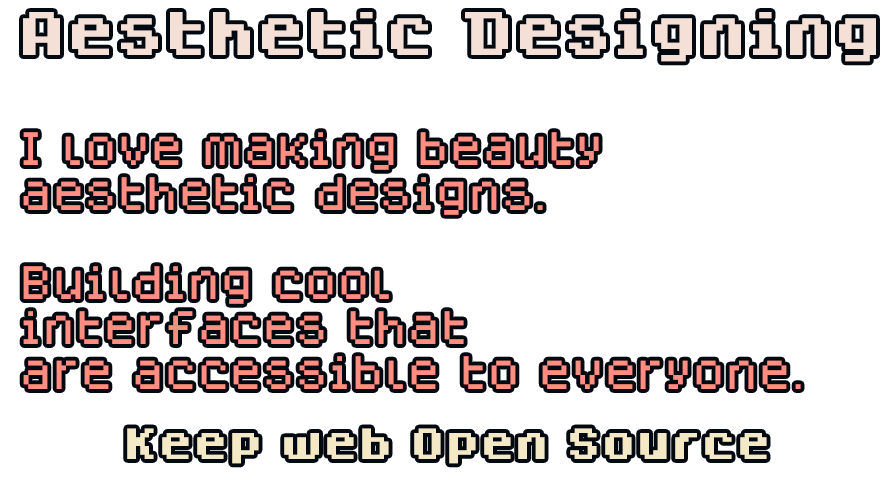 Aesthetic Designing
I love making beauty
aesthetic designs.
Building cool
interfaces that
are accessible to everyone.
Keep web Open Source